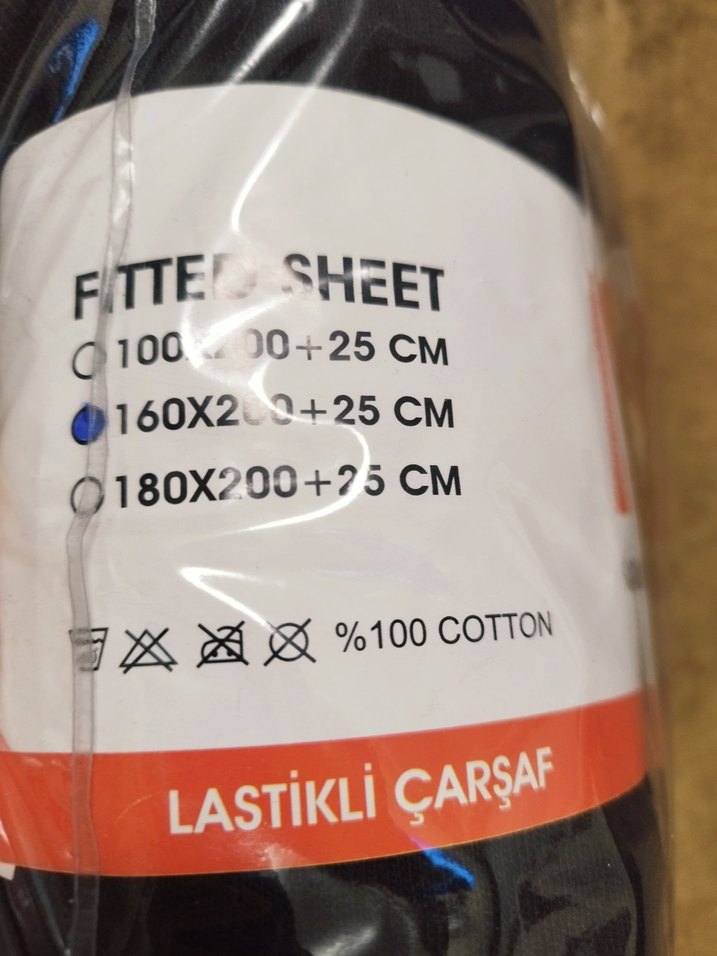 FITTED SHEET
100X200+25 CM
160X200+25 CM
180X200+25 CM
%100 COTTON
LASTİKLİ ÇARŞAF